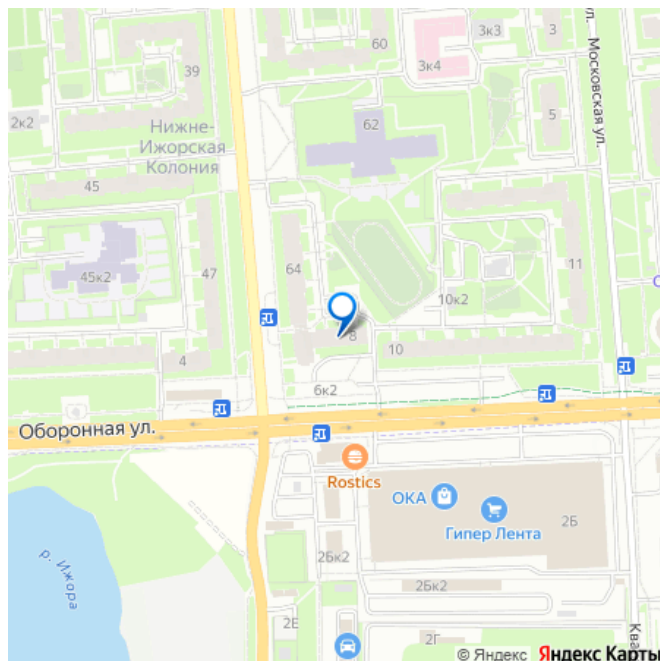 60
3к3
3
ул.
39
3к4
Московская ул.
2к2
62
5
Нижне-
Ижорская
Колония
45
45к2
47
64
11
10к2
С
8
10
4
6к2
Оборонная ул.
Rostics
ОКА
2Б
Гипер Лента
р. Ижора
2Бк2
2Бк2
2Е
2Г
Ква
© Яндекс Яндекс Карты